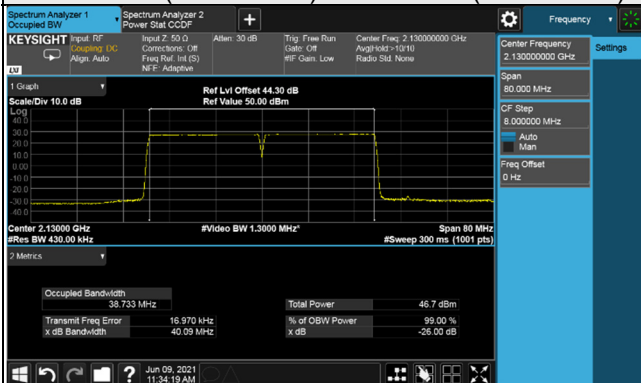 Spectrum Analyzer 1
Occupied BW
Spectrum Analyzer 2
Power Stat CCDF
+
Frequency
KEYSIGHT
Input: RF
Coupling: DC
Align: Auto
Input Z: 50 Ω
Corrections: Off
Freq Ref: Int (S)
NFE: Adaptive
Atten: 30 dB
Trig: Free Run
Gate: Off
#IF Gain: Low
Center Freq: 2.130000000 GHz
Avg|Hold:>10/10
Radio Std: None
LXI
Center Frequency
2.130000000 GHz
Settings
Span
80.000 MHz
CF Step
8.000000 MHz
Auto
Man
Freq Offset
0 Hz
1 Graph
Scale/Div 10.0 dB
Ref Lvl Offset 44.30 dB
Ref Value 50.00 dBm
Log
40.0
30.0
20.0
10.0
0.00
-10.0
-20.0
-30.0
-40.0
Center 2.13000 GHz
#Res BW 430.00 kHz
#Video BW 1.3000 MHz*
Span 80 MHz
#Sweep 300 ms (1001 pts)
2 Metrics
Occupied Bandwidth
38.733 MHz
Total Power 46.7 dBm
Transmit Freq Error 16.970 kHz
% of OBW Power 99.00 %
x dB Bandwidth 40.09 MHz
x dB -26.00 dB
?
Jun 09, 2021
11:34:19 AM